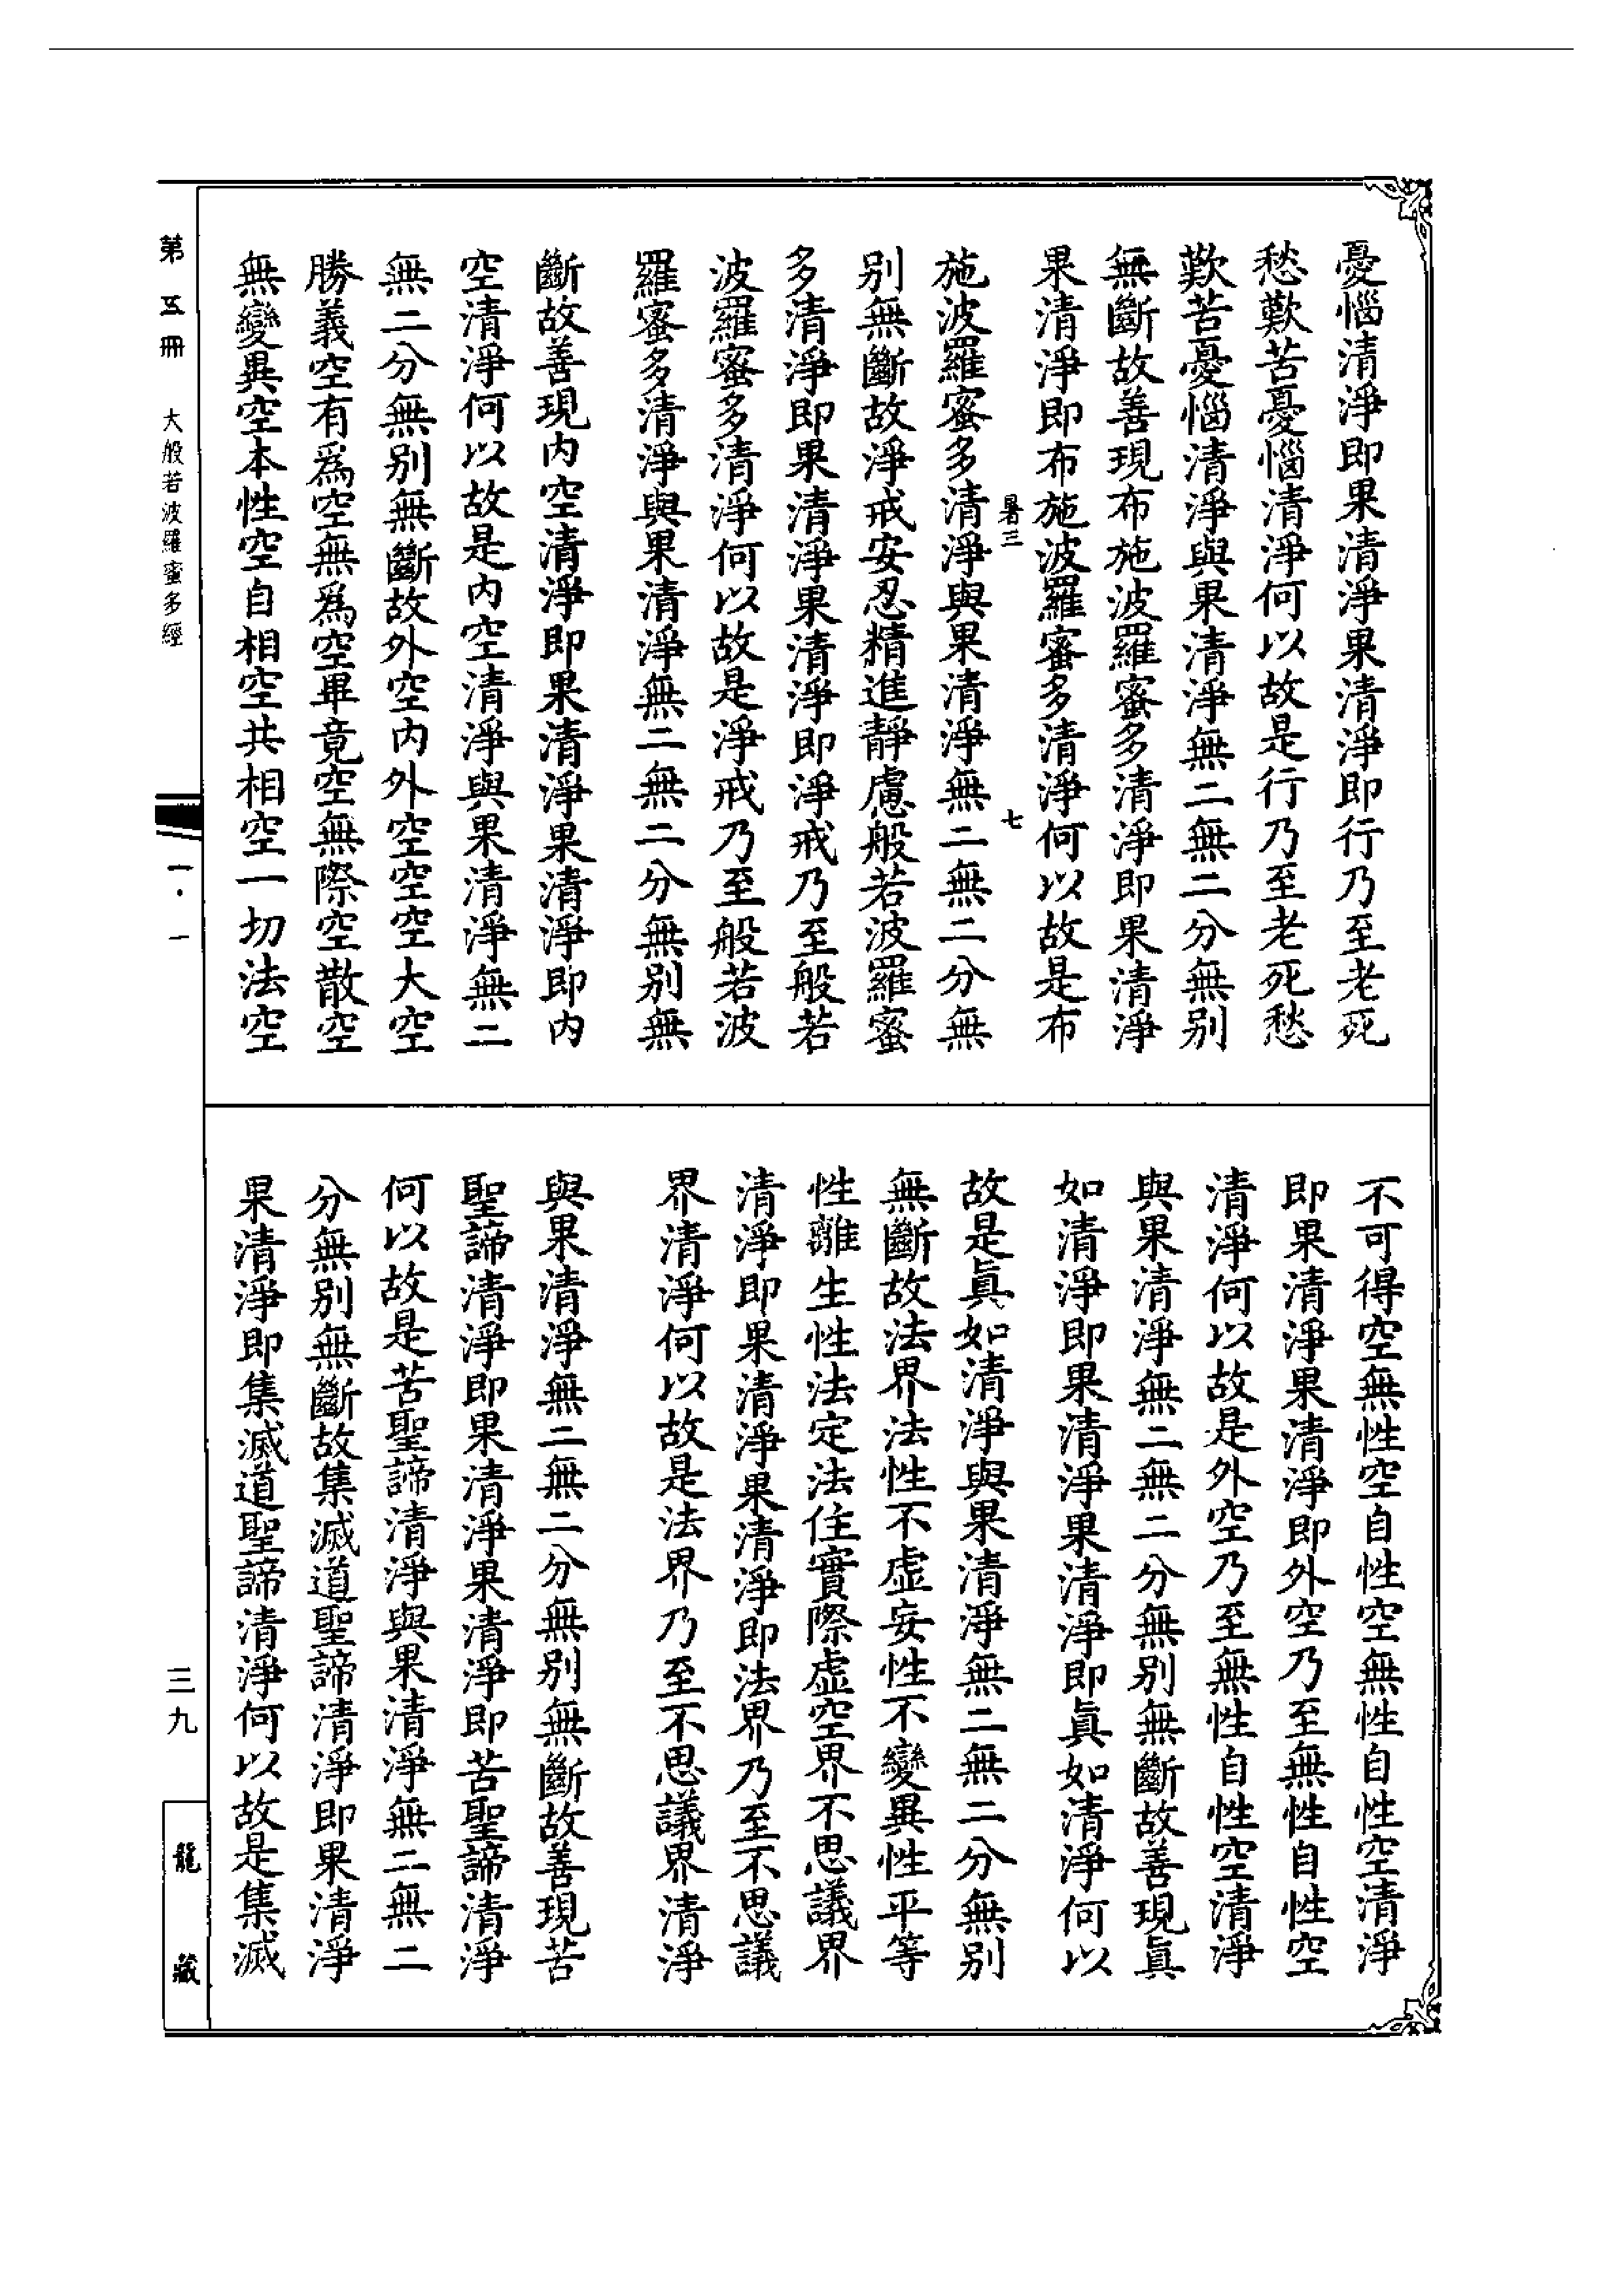 憂惱清淨即果清淨果清淨即行乃至老死
愁歎苦憂惱清淨何以故是行乃至老死愁
歎苦憂惱清淨與果清淨無二無二分無别
無斷故善現布施波羅蜜多清淨即果清淨
果清淨即布施波羅蜜多清淨何以故是布
暑三 七
施波羅蜜多清淨與果清淨無二無二分無
别無斷故淨戒安忍精進靜慮般若波羅蜜
多清淨即果清淨果清淨即淨戒乃至般若
波羅蜜多清淨何以故是淨戒乃至般若波
羅蜜多清淨與果清淨無二無二分無别無
斷故善現内空清淨即果清淨果清淨即内
空清淨何以故是内空清淨與果清淨無二
無二分無别無斷故外空内外空空空大空
勝義空有爲空無爲空畢竟空無際空散空
無變異空本性空自相空共相空一切法空
不可得空無性空自性空無性自性空清淨
即果清淨果清淨即外空乃至無性自性空
清淨何以故是外空乃至無性自性空清淨
與果清淨無二無二分無别無斷故善現眞
如清淨即果清淨果清淨即眞如清淨何以
故是眞如清淨與果清淨無二無二分無别
無斷故法界法性不虚妄性不變異性平等
性離生性法定法住實際虚空界不思議界
清淨即果清淨果清淨即法界乃至不思議
界清淨何以故是法界乃至不思議界清淨
與果清淨無二無二分無别無斷故善現苦
聖諦清淨即果清淨果清淨即苦聖諦清淨
何以故是苦聖諦清淨與果清淨無二無二
分無别無斷故集滅道聖諦清淨即果清淨
果清淨即集滅道聖諦清淨何以故是集滅
第五冊 大般若波羅蜜多經
一·一
三九
龍藏